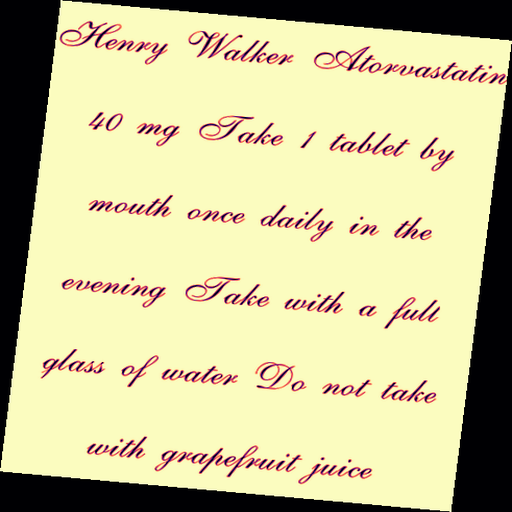 Henry Walker Atorvastatin
40 mg Take 1 tablet by
mouth once daily in the
evening Take with a full
glass of water Do not take
with grapefruit juice